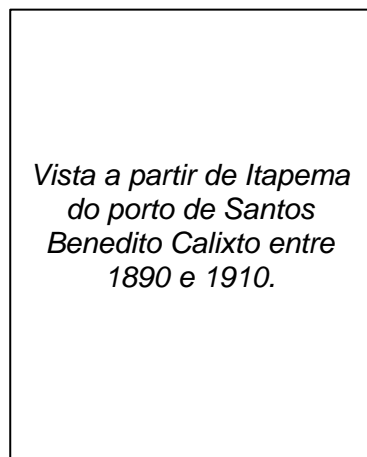 Vista a partir de Itapema
do porto de Santos
Benedito Calixto entre
1890 e 1910.